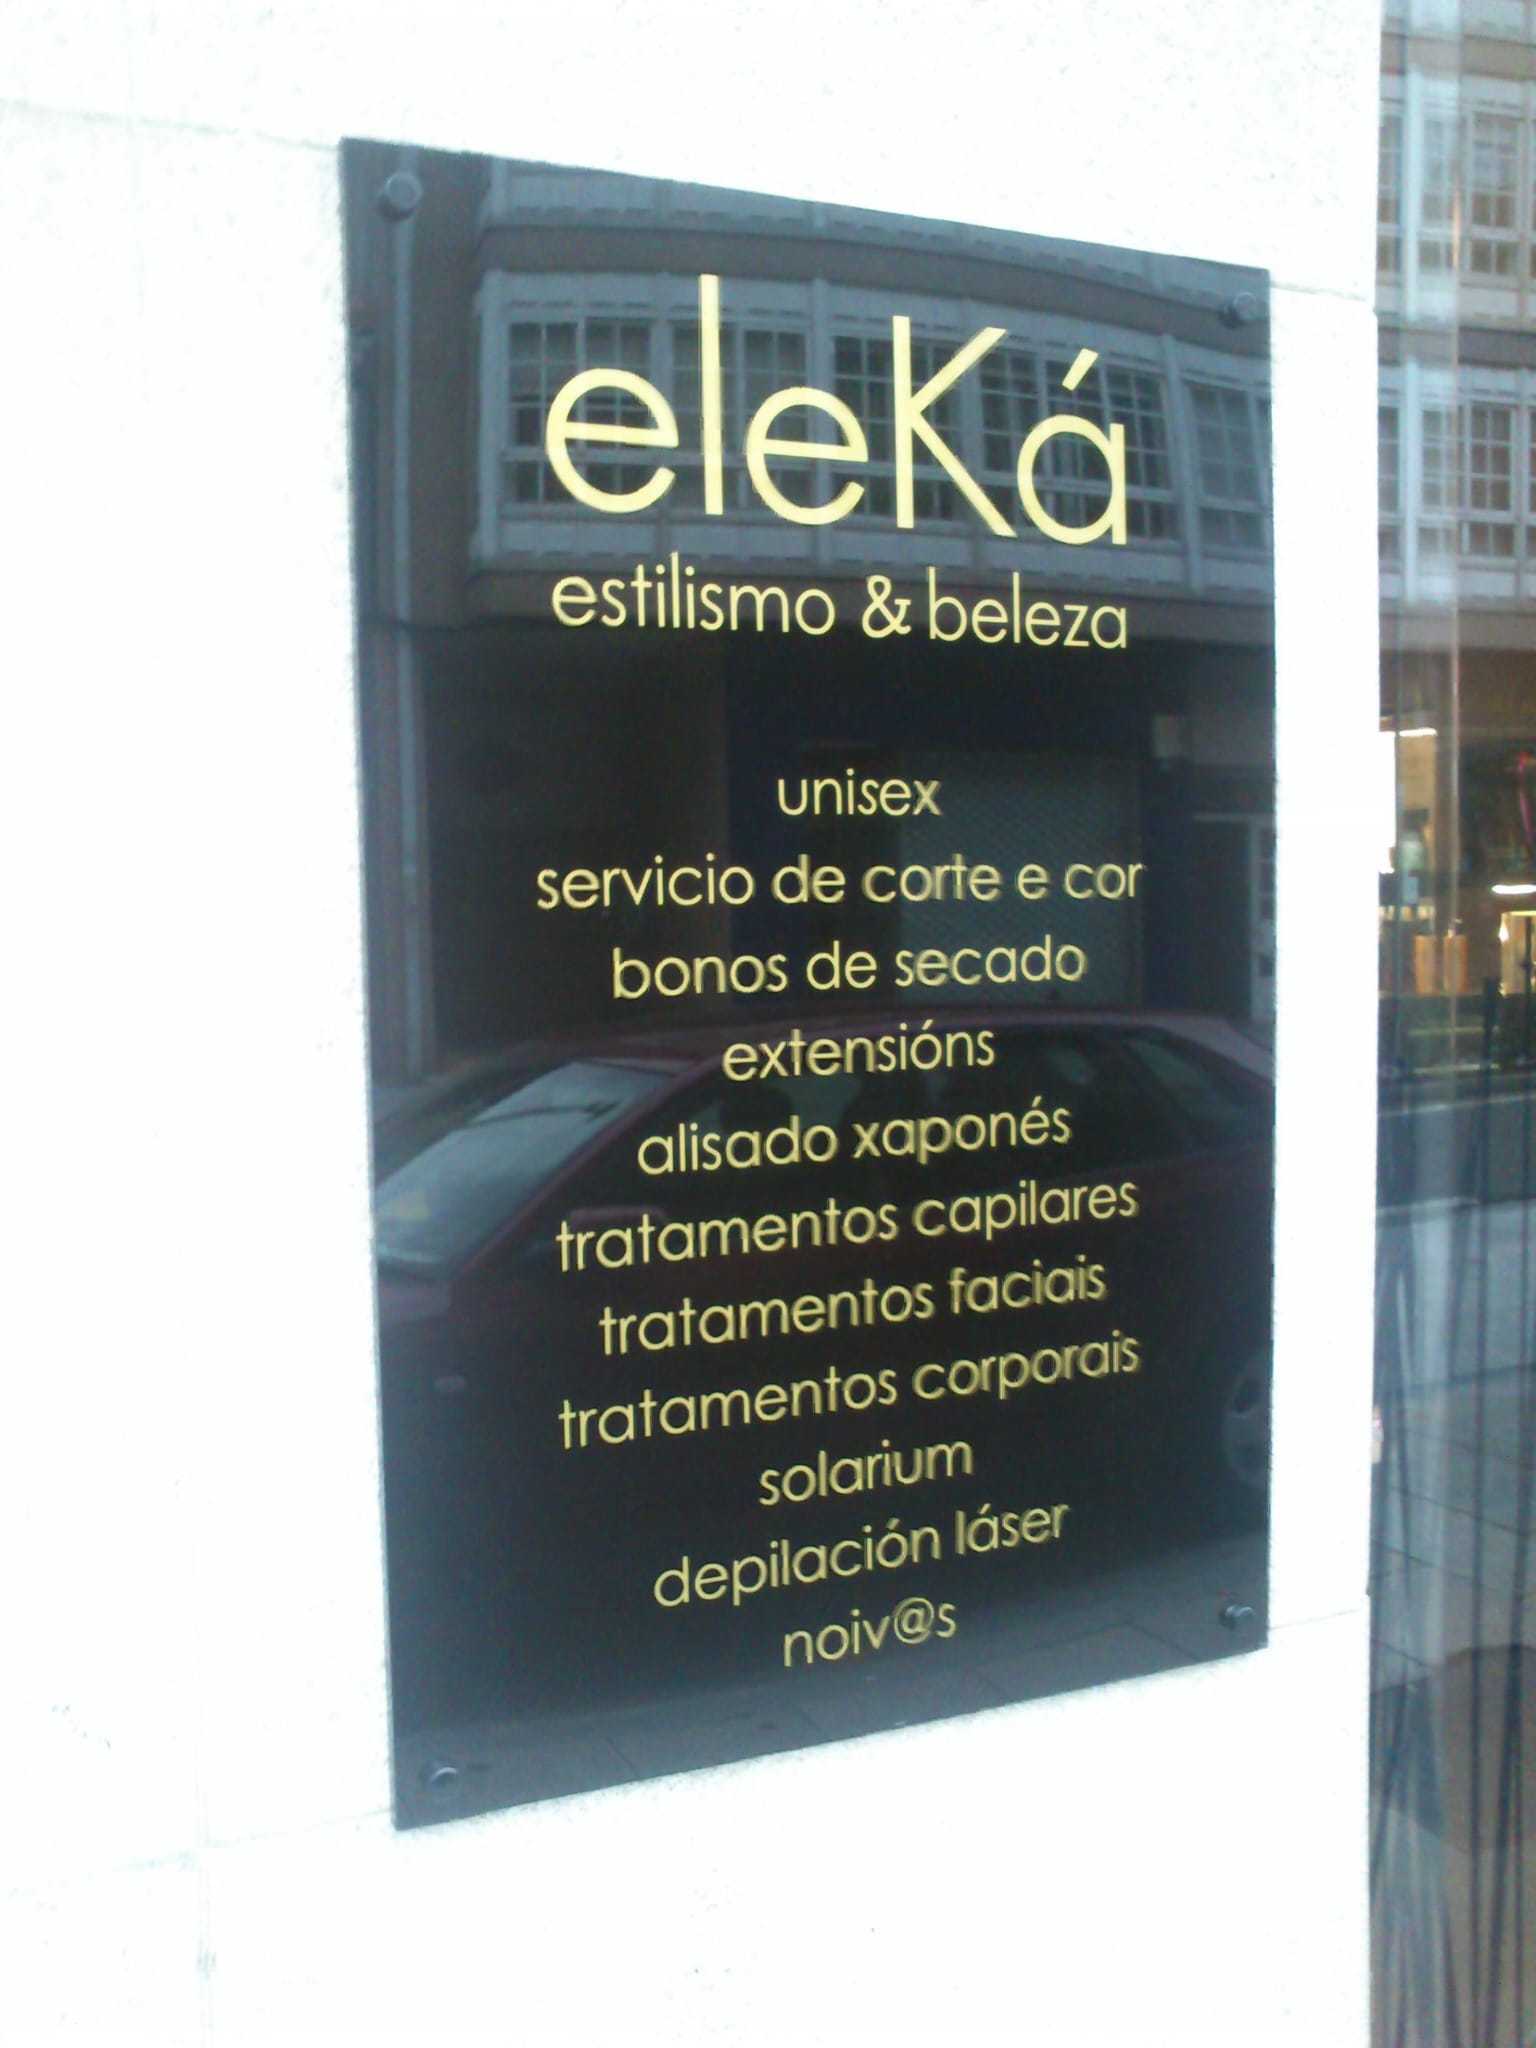 eleKá
estilismo & beleza
unisex
servicio de corte e cor
bonos de secado
extensións
alisado xaponés
tratamentos capilares
tratamentos faciais
tratamentos corporais
solarium
depilación láser
noiv@s